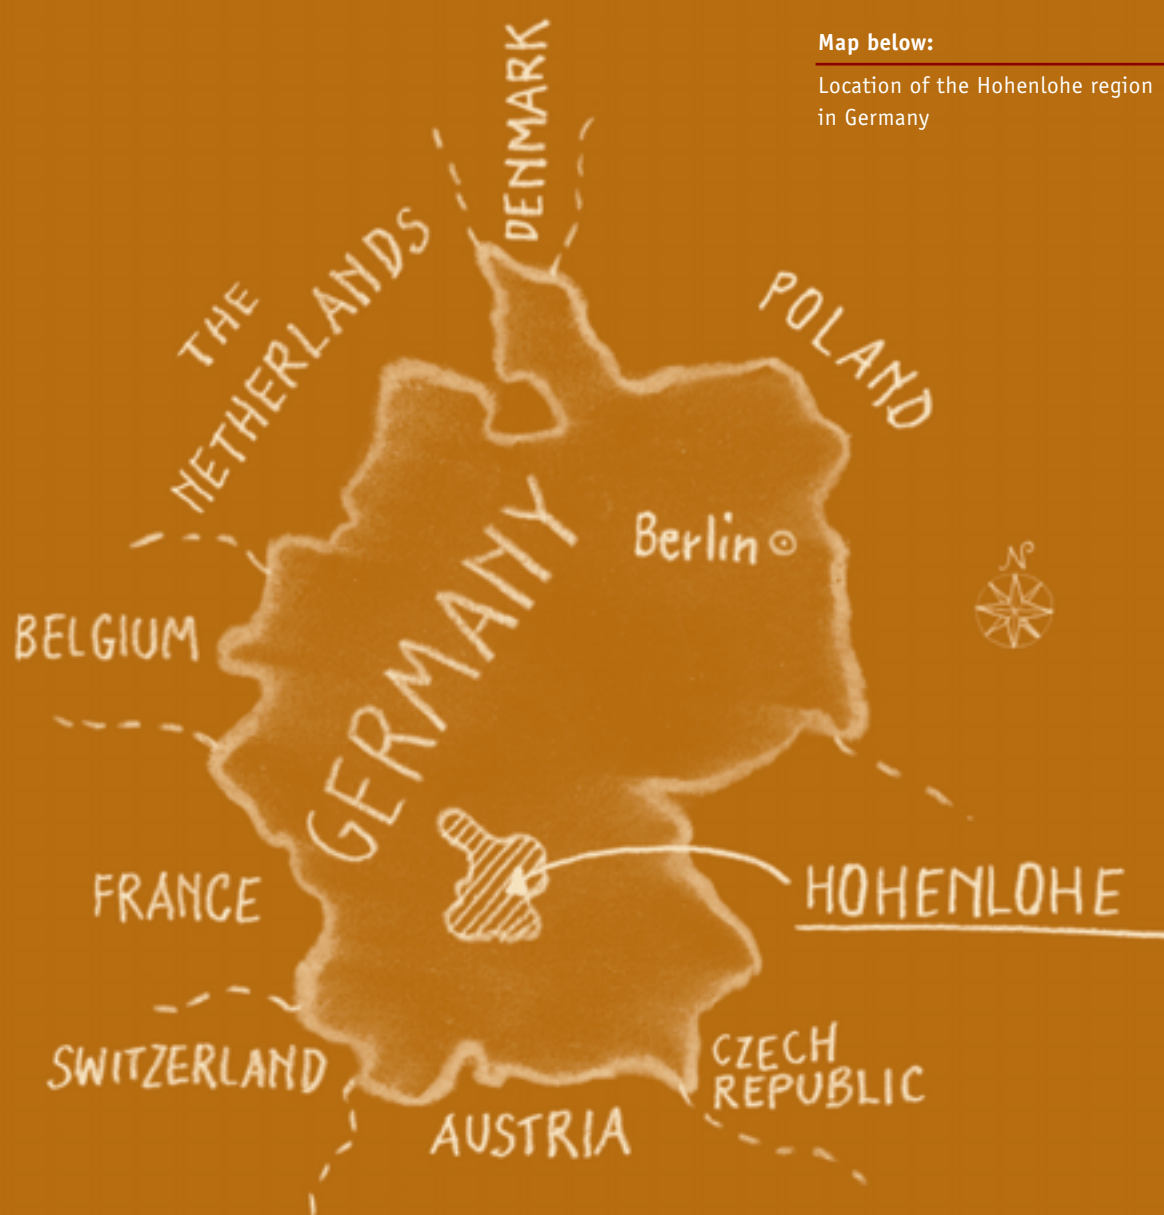 Map below:
Location of the Hohenlohe region
in Germany
DENMARK
THE
NETHERLANDS
POLAND
Berlin
N
GERMANY
BELGIUM
HOHENLOHE
FRANCE
SWITZERLAND
CZECH
REPUBLIC
AUSTRIA